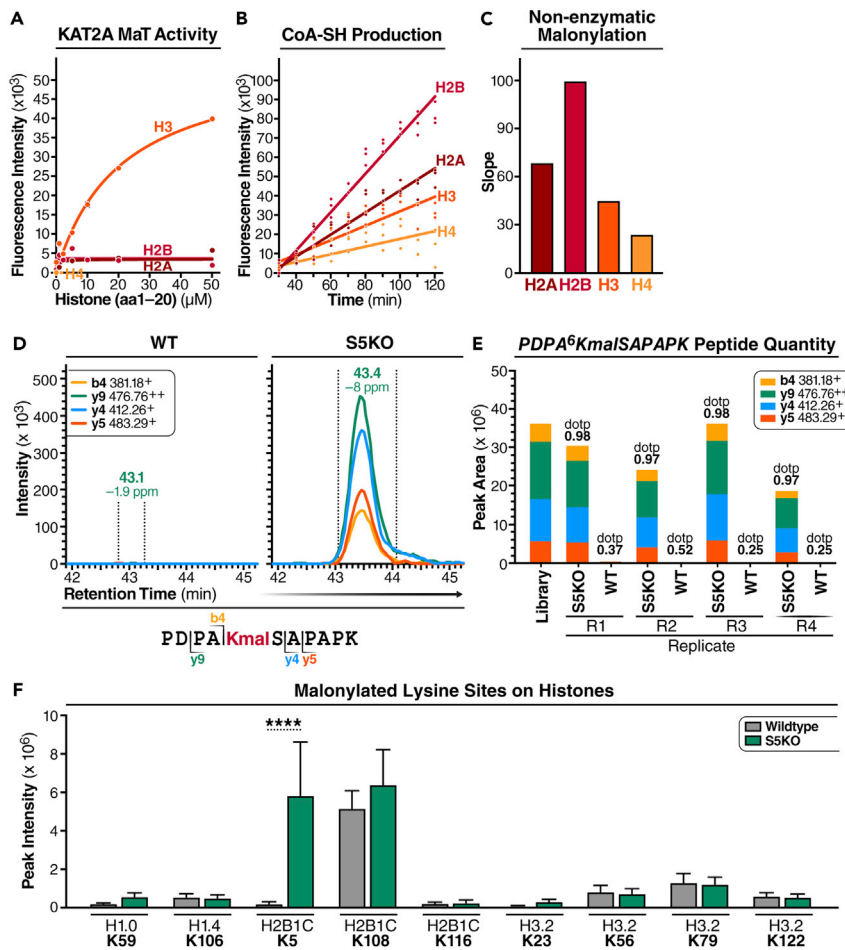 A
KAT2A MaT Activity
Fluorescence Intensity (x10³)
50
45
40
35
30
25
20
15
10
5
0
H3
H2B
H2A
H4
0 10 20 30 40 50
Histone (aa1–20) (µM)
B
CoA-SH Production
Fluorescence Intensity (x10³)
100
90
80
70
60
50
40
30
20
10
0
H2B
H2A
H3
H4
30 40 60 80 100 120
Time (min)
C
Non-enzymatic
Malonylation
Slope
100
90
30
0
H2A H2B H3 H4
D
WT
S5KO
Intensity (x 10³)
500
400
300
200
100
0
b4 381.18+
y9 476.76++
y4 412.26+
y5 483.29+
43.1
−1.9 ppm
43.4
−8 ppm
42 43 44 45
42 43 44 45
Retention Time (min)
b4
PDPAKmalSAPAPK
y9 y4 y5
E
PDPA⁶KmalSAPAPK Peptide Quantity
Peak Area (x 10⁶)
50
40
30
20
10
0
b4 381.18+
y9 476.76++
y4 412.26+
y5 483.29+
dotp
0.98
dotp
0.37
dotp
0.97
dotp
0.52
dotp
0.98
dotp
0.25
dotp
0.97
dotp
0.25
Library S5KO WT S5KO WT S5KO WT S5KO WT
R1 R2 R3 R4
Replicate
F
Malonylated Lysine Sites on Histones
Peak Intensity (x 10⁶)
10
8
6
4
2
0
****
Wildtype
S5KO
H1.0 H1.4 H2B1C H2B1C H2B1C H3.2 H3.2 H3.2 H3.2
K59 K106 K5 K108 K116 K23 K56 K79 K122